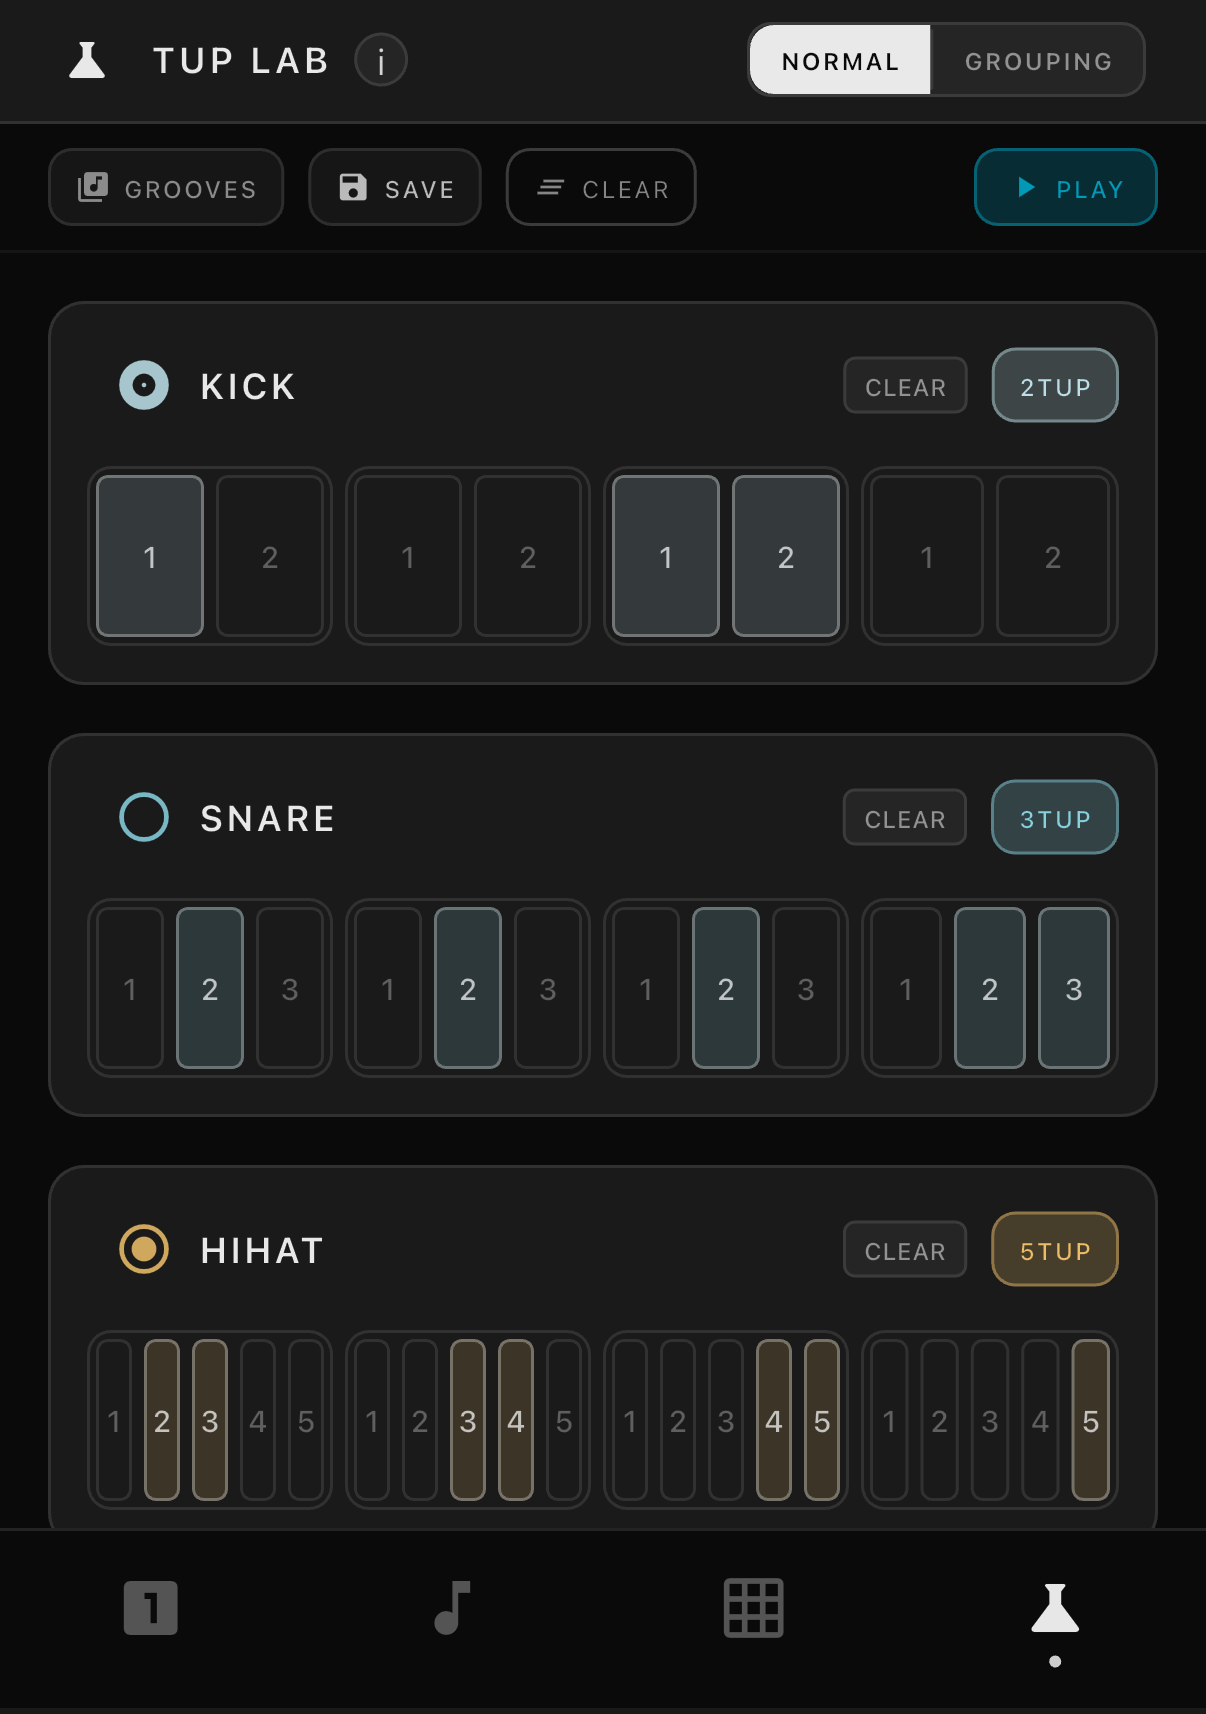 TUP LAB i NORMAL GROUPING
GROOVES SAVE CLEAR PLAY
KICK CLEAR 2TUP
1 2 1 2 1 2 1 2
SNARE CLEAR 3TUP
1 2 3 1 2 3 1 2 3 1 2 3
HIHAT CLEAR 5TUP
1 2 3 4 5 1 2 3 4 5 1 2 3 4 5 1 2 3 4 5
1